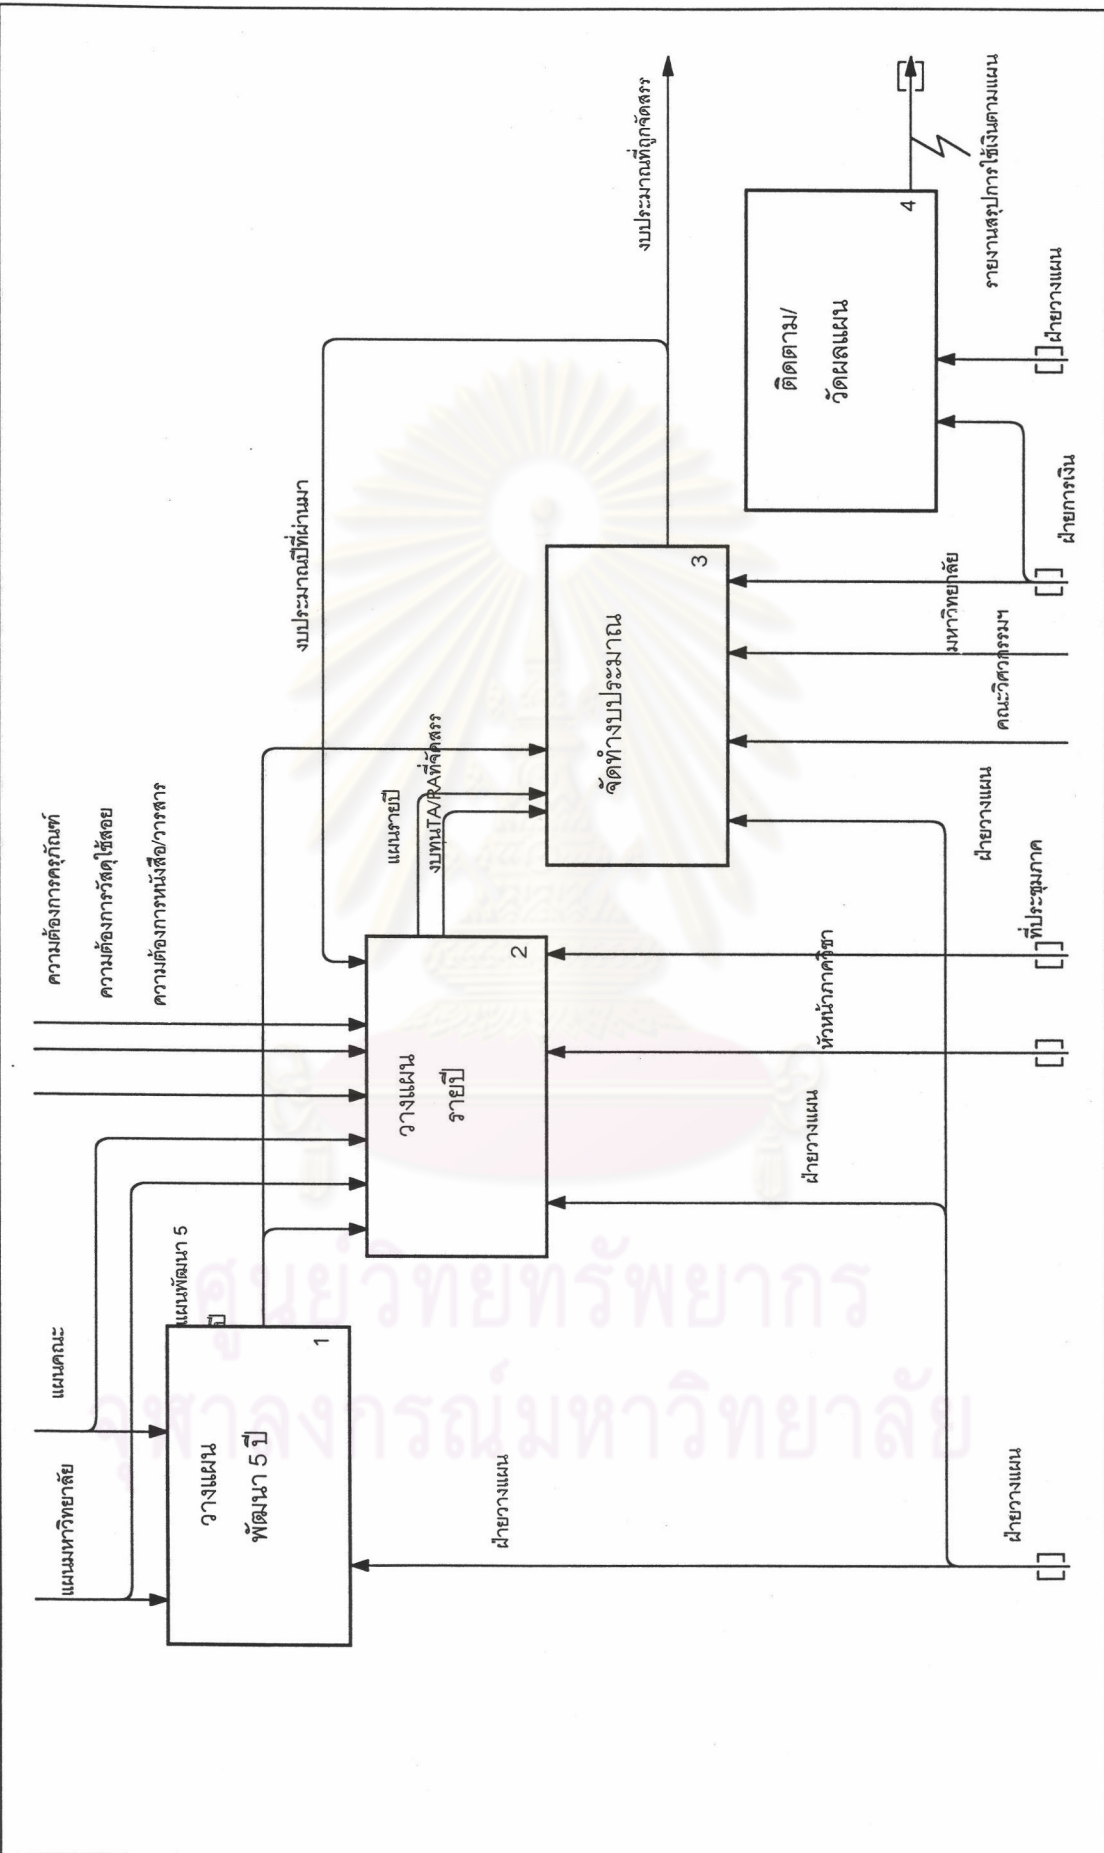 แผนมหาวิทยาลัย
แผนคณะ
ความต้องการครุภัณฑ์
ความต้องการวัสดุใช้สอย
ความต้องการหนังสือ/วารสาร
วางแผน
พัฒนา 5 ปี
1
แผนพัฒนา 5
ปี
งบประมาณปีที่ผ่านมา
วางแผน
รายปี
2
แผนรายปี
งบทุนTA/RAที่จัดสรร
จัดทำงบประมาณ
3
งบประมาณที่ถูกจัดสรร
ติดตาม/
วัดผลแผน
4
รายงานสรุปการใช้เงินตามแผน
ฝ่ายวางแผน
ฝ่ายวางแผน
หัวหน้าภาควิชา
มหาวิทยาลัย
ฝ่ายวางแผน
ที่ประชุมภาค
ฝ่ายวางแผน
คณะวิศวกรรมฯ
ฝ่ายการเงิน
ฝ่ายวางแผน
ศูนย์วิทยทรัพยากร
จุฬาลงกรณ์มหาวิทยาลัย